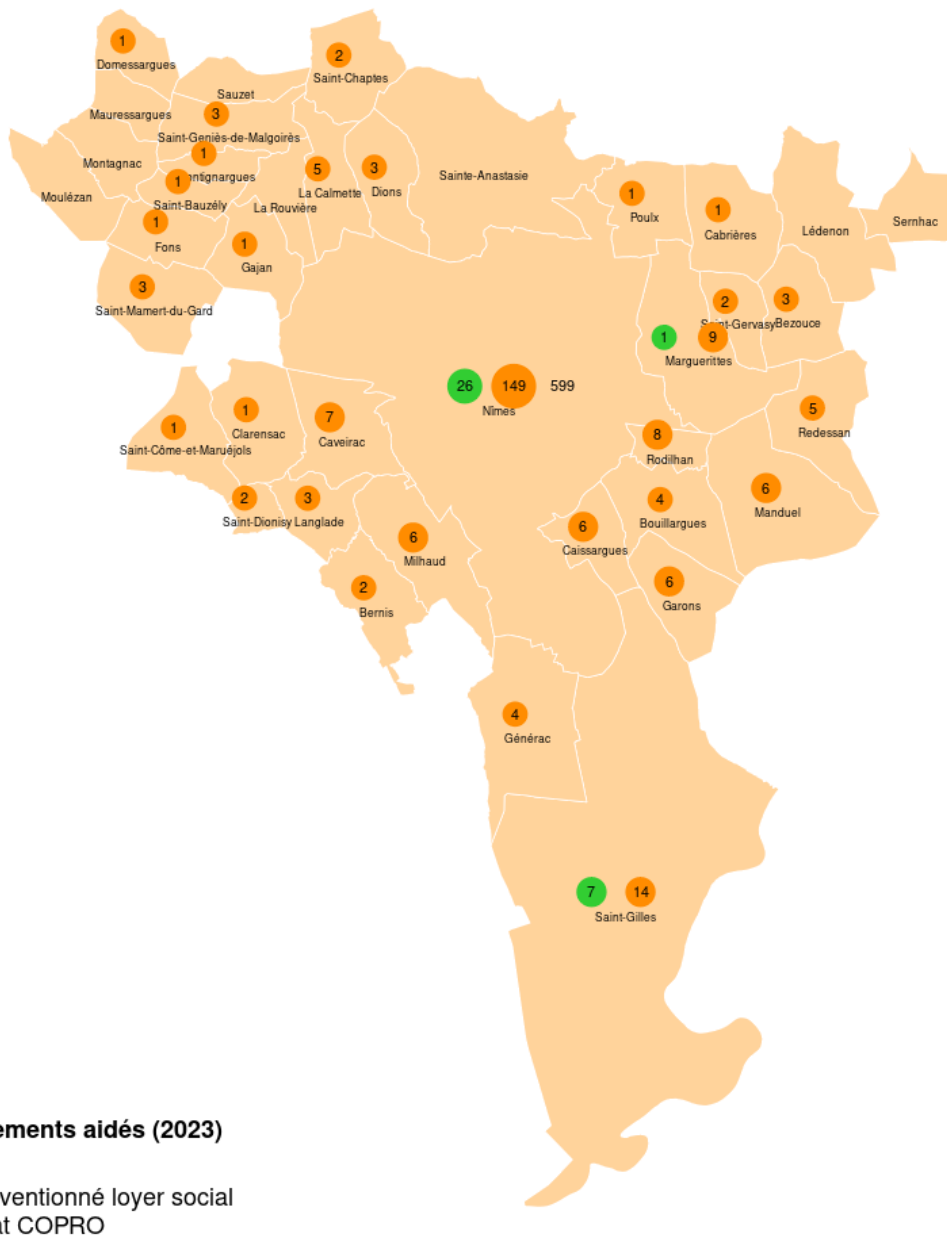 1
Domessargues
2
Saint-Chaptes
Sauzet
Mauressargues
3
Saint-Geniès-de-Malgoirès
1
ontignargues
Montagnac
5
La Calmette
3
Dions
Sainte-Anastasie
1
Saint-Bauzély
Moulézan
La Rouvière
1
Poulx
1
Cabrières
Lédenon
Sernhac
1
Fons
1
Gajan
3
Saint-Mamert-du-Gard
2
Saint-Gervasy
3
Bezouce
1
9
Marguerittes
26
149
599
Nîmes
1
Saint-Côme-et-Maruéjols
1
Clarensac
7
Caveirac
5
Redessan
8
Rodilhan
2
Saint-Dionisy
3
Langlade
6
Manduel
4
Bouillargues
6
Caissargues
6
Milhaud
2
Bernis
6
Garons
4
Générac
7
14
Saint-Gilles
ements aidés (2023)
ventionné loyer social
at COPRO